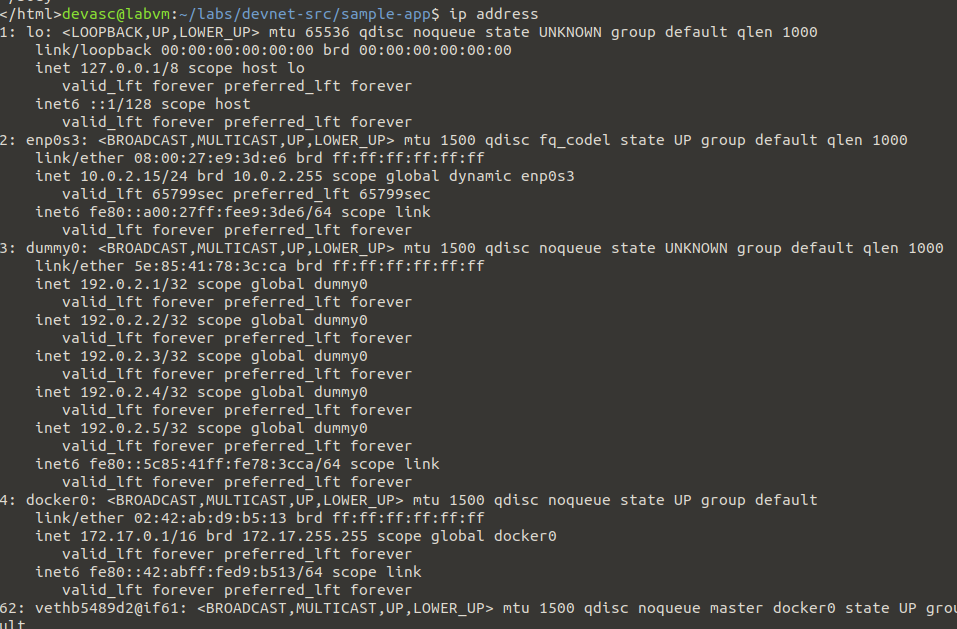 </html>devasc@labvm:~/labs/devnet-src/sample-app$ ip address
1: lo: <LOOPBACK,UP,LOWER_UP> mtu 65536 qdisc noqueue state UNKNOWN group default qlen 1000
    link/loopback 00:00:00:00:00:00 brd 00:00:00:00:00:00
    inet 127.0.0.1/8 scope host lo
       valid_lft forever preferred_lft forever
    inet6 ::1/128 scope host
       valid_lft forever preferred_lft forever
2: enp0s3: <BROADCAST,MULTICAST,UP,LOWER_UP> mtu 1500 qdisc fq_codel state UP group default qlen 1000
    link/ether 08:00:27:e9:3d:e6 brd ff:ff:ff:ff:ff:ff
    inet 10.0.2.15/24 brd 10.0.2.255 scope global dynamic enp0s3
       valid_lft 65799sec preferred_lft 65799sec
    inet6 fe80::a00:27ff:fee9:3de6/64 scope link
       valid_lft forever preferred_lft forever
3: dummy0: <BROADCAST,MULTICAST,UP,LOWER_UP> mtu 1500 qdisc noqueue state UNKNOWN group default qlen 1000
    link/ether 5e:85:41:78:3c:ca brd ff:ff:ff:ff:ff:ff
    inet 192.0.2.1/32 scope global dummy0
       valid_lft forever preferred_lft forever
    inet 192.0.2.2/32 scope global dummy0
       valid_lft forever preferred_lft forever
    inet 192.0.2.3/32 scope global dummy0
       valid_lft forever preferred_lft forever
    inet 192.0.2.4/32 scope global dummy0
       valid_lft forever preferred_lft forever
    inet 192.0.2.5/32 scope global dummy0
       valid_lft forever preferred_lft forever
    inet6 fe80::5c85:41ff:fe78:3cca/64 scope link
       valid_lft forever preferred_lft forever
4: docker0: <BROADCAST,MULTICAST,UP,LOWER_UP> mtu 1500 qdisc noqueue state UP group default
    link/ether 02:42:ab:d9:b5:13 brd ff:ff:ff:ff:ff:ff
    inet 172.17.0.1/16 brd 172.17.255.255 scope global docker0
       valid_lft forever preferred_lft forever
    inet6 fe80::42:abff:fed9:b513/64 scope link
       valid_lft forever preferred_lft forever
62: vethb5489d2@if61: <BROADCAST,MULTICAST,UP,LOWER_UP> mtu 1500 qdisc noqueue master docker0 state UP grou
ult